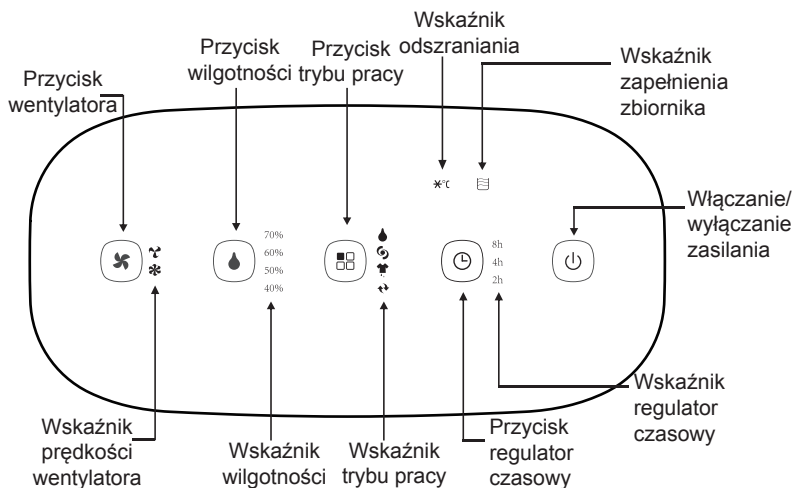 Przycisk
wentylatora
Przycisk
wilgotności
Przycisk
trybu pracy
Wskaźnik
odszraniania
Wskaźnik
zapełnienia
zbiornika
Włączanie/
wyłączanie
zasilania
°C
70%
60%
50%
40%
8h
4h
2h
Wskaźnik
prędkości
wentylatora
Wskaźnik
wilgotności
Wskaźnik
trybu pracy
Przycisk
regulator
czasowy
Wskaźnik
regulator
czasowy